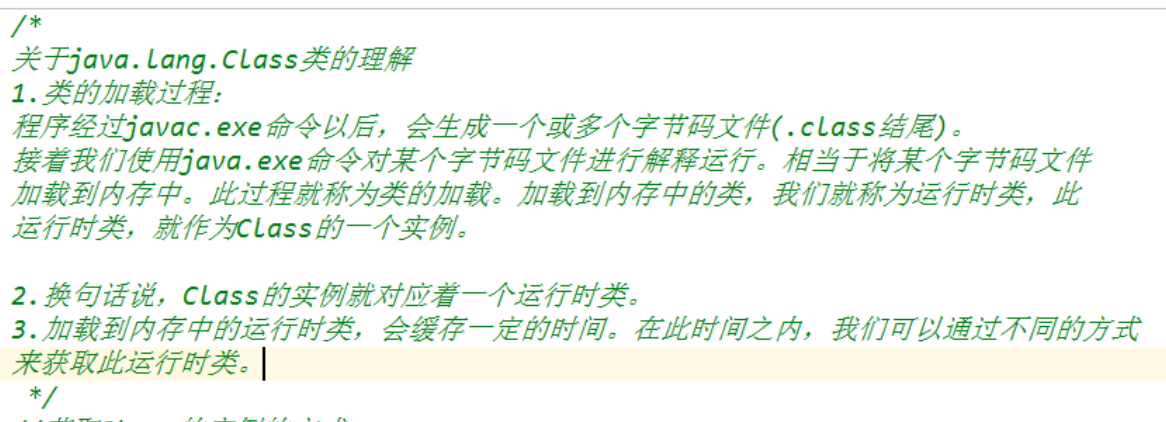 /*
关于java.lang.Class类的理解
1.类的加载过程：
程序经过javac.exe命令以后，会生成一个或多个字节码文件(.class结尾)。
接着我们使用java.exe命令对某个字节码文件进行解释运行。相当于将某个字节码文件
加载到内存中。此过程就称为类的加载。加载到内存中的类，我们就称为运行时类，此
运行时类，就作为Class的一个实例。
2.换句话说，Class的实例就对应着一个运行时类。
3.加载到内存中的运行时类，会缓存一定的时间。在此时间之内，我们可以通过不同的方式
来获取此运行时类。
*/